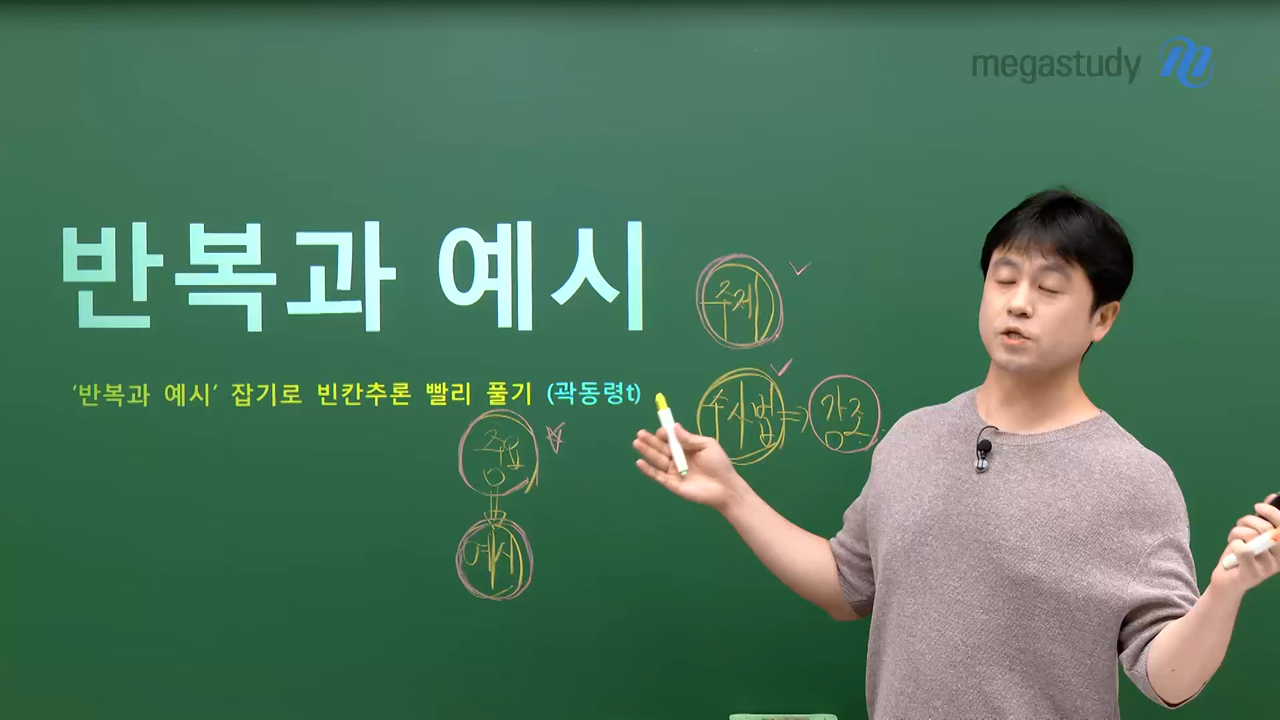 megastudy
반복과 예시
‘반복과 예시’ 잡기로 빈칸추론 빨리 풀기 (곽동령t)
주제
수사법 => 강조
중요
예시